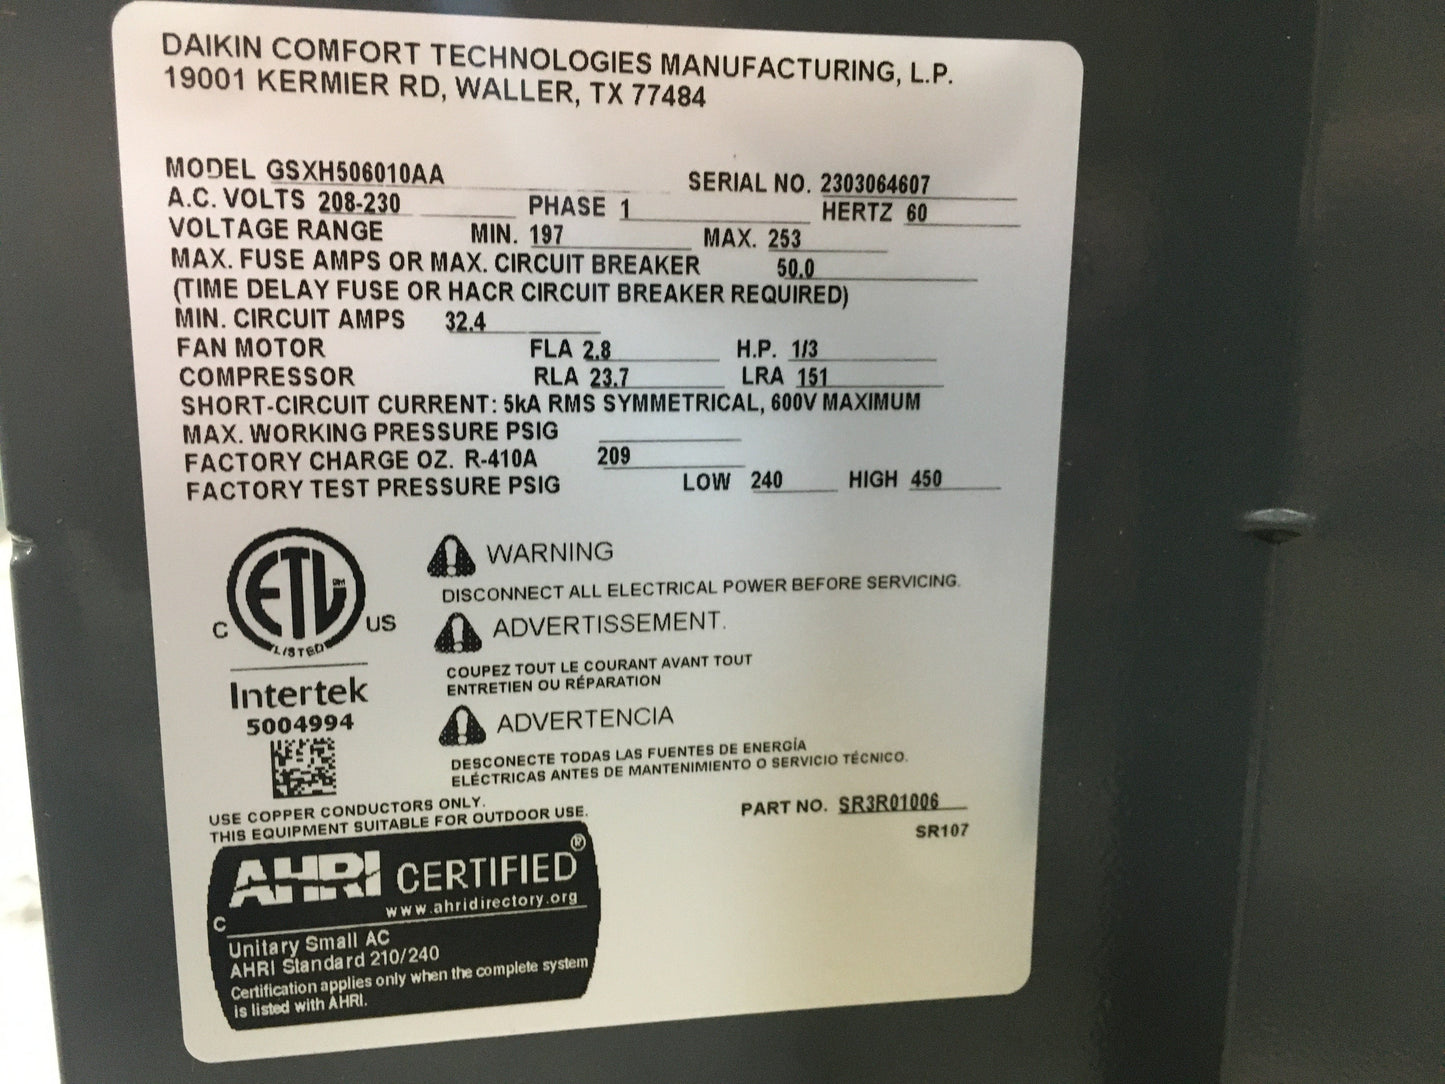 DAIKIN COMFORT TECHNOLOGIES MANUFACTURING, L.P.
19001 KERMIER RD, WALLER, TX 77484
MODEL GSXH506010AA SERIAL NO. 2303064607
A.C. VOLTS 208-230 PHASE 1 HERTZ 60
VOLTAGE RANGE MIN. 197 MAX. 253
MAX. FUSE AMPS OR MAX. CIRCUIT BREAKER 50.0
(TIME DELAY FUSE OR HACR CIRCUIT BREAKER REQUIRED)
MIN. CIRCUIT AMPS 32.4
FAN MOTOR FLA 2.8 H.P. 1/3
COMPRESSOR RLA 23.7 LRA 151
SHORT-CIRCUIT CURRENT: 5kA RMS SYMMETRICAL, 600V MAXIMUM
MAX. WORKING PRESSURE PSIG
FACTORY CHARGE OZ. R-410A 209
FACTORY TEST PRESSURE PSIG LOW 240 HIGH 450
ETL
C US
LISTED
Intertek
5004994
WARNING
DISCONNECT ALL ELECTRICAL POWER BEFORE SERVICING.
ADVERTISSEMENT.
COUPEZ TOUT LE COURANT AVANT TOUT
ENTRETIEN OU RÉPARATION
ADVERTENCIA
DESCONECTE TODAS LAS FUENTES DE ENERGÍA
ELÉCTRICAS ANTES DE MANTENIMIENTO O SERVICIO TÉCNICO.
USE COPPER CONDUCTORS ONLY.
THIS EQUIPMENT SUITABLE FOR OUTDOOR USE.
PART NO. SR3R01006
SR107
AHRI CERTIFIED®
www.ahridirectory.org
C
Unitary Small AC
AHRI Standard 210/240
Certification applies only when the complete system
is listed with AHRI.